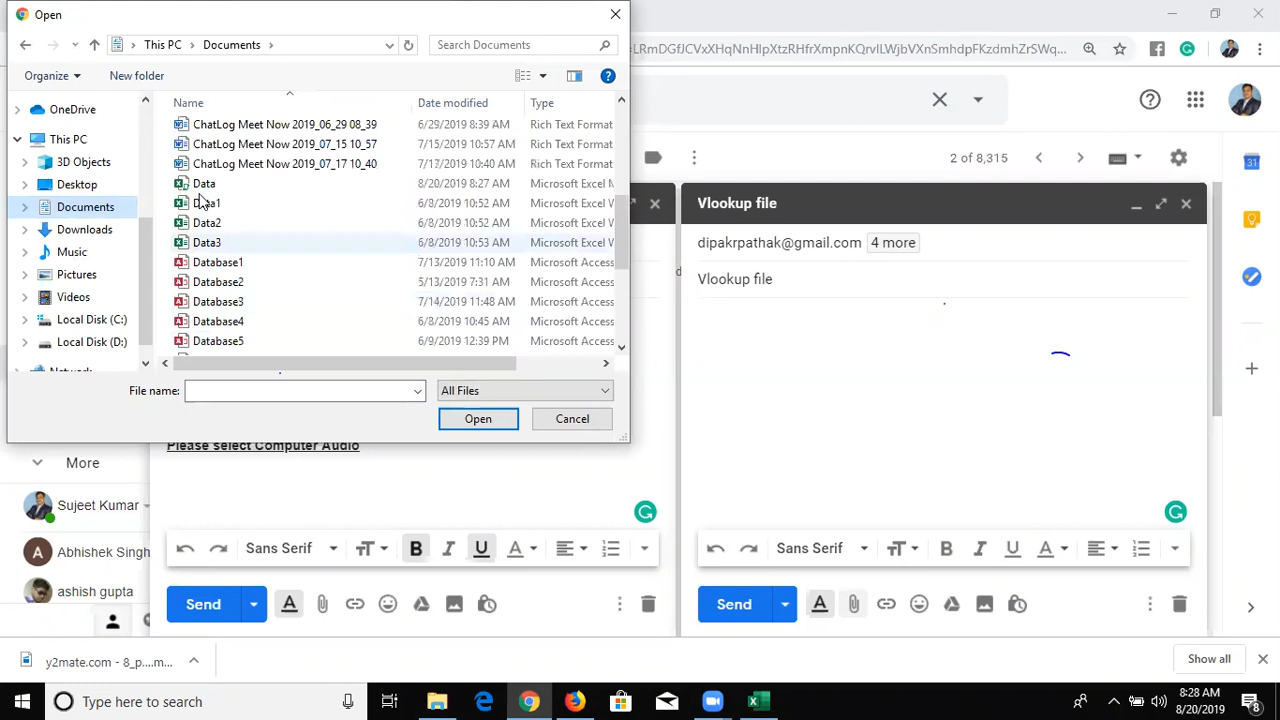 Open
This PC
Documents
Search Documents
LRmDGfJCVxXHqNnHlpXtzRHfrXmpnKQrvlLWjbVXnSmhdpFKzdmhZrSWq...
Organize
New folder
Name
Date modified
Type
OneDrive
This PC
3D Objects
Desktop
Documents
Downloads
Music
Pictures
Videos
Local Disk (C:)
Local Disk (D:)
ChatLog Meet Now 2019_06_29 08_39 6/29/2019 8:39 AM Rich Text Format
ChatLog Meet Now 2019_07_15 10_57 7/15/2019 10:57 AM Rich Text Format
ChatLog Meet Now 2019_07_17 10_40 7/17/2019 10:40 AM Rich Text Format
Data 8/20/2019 8:27 AM Microsoft Excel
Data1 6/8/2019 10:52 AM Microsoft Excel
Data2 6/8/2019 10:52 AM Microsoft Excel
Data3 6/8/2019 10:53 AM Microsoft Excel
Database1 7/13/2019 11:10 AM Microsoft Access
Database2 5/13/2019 7:31 AM Microsoft Access
Database3 7/14/2019 11:48 AM Microsoft Access
Database4 6/8/2019 10:45 AM Microsoft Access
Database5 6/9/2019 12:39 PM Microsoft Access
File name:
All Files
Open
Cancel
2 of 8,315
Vlookup file
dipakrpathak@gmail.com 4 more
Vlookup file
Please select Computer Audio
More
Sujeet Kumar
Abhishek Singh
ashish gupta
Sans Serif
Send
Sans Serif
Send
y2mate.com - 8_p....m...
Show all
Type here to search
8:28 AM
8/20/2019
8